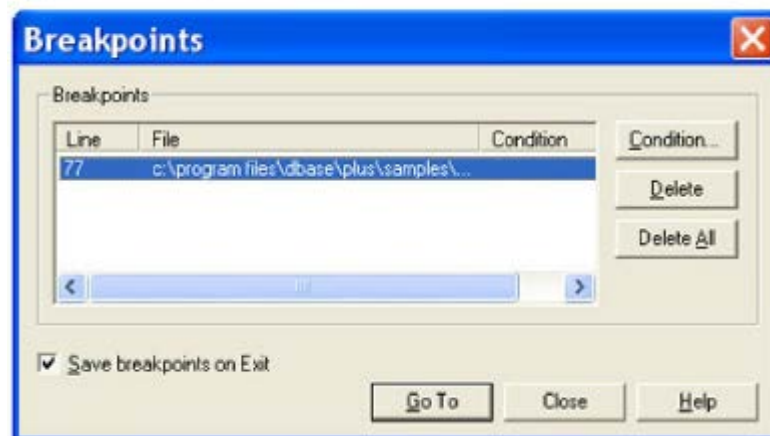 Breakpoints
Breakpoints
Line File Condition
77 c:\program files\dbase\plus\samples\...
Condition...
Delete
Delete All
Save breakpoints on Exit
Go To Close Help